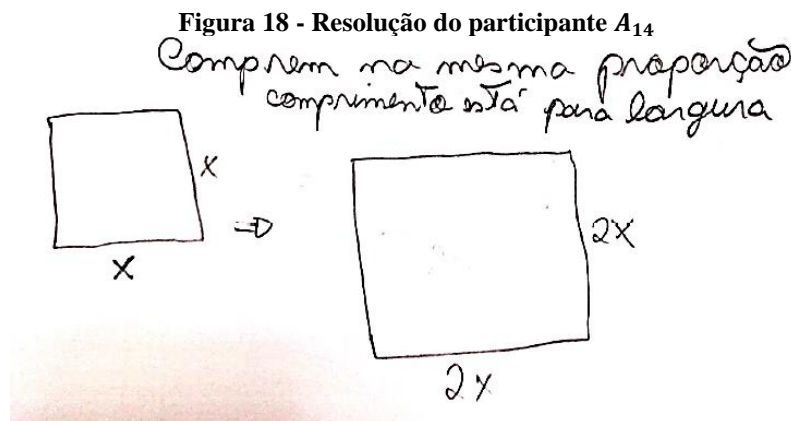 Figura 18 - Resolução do participante A₁₄
Comprem na mesma proporção
comprimento está para largura
X
X
⇒
2X
2X